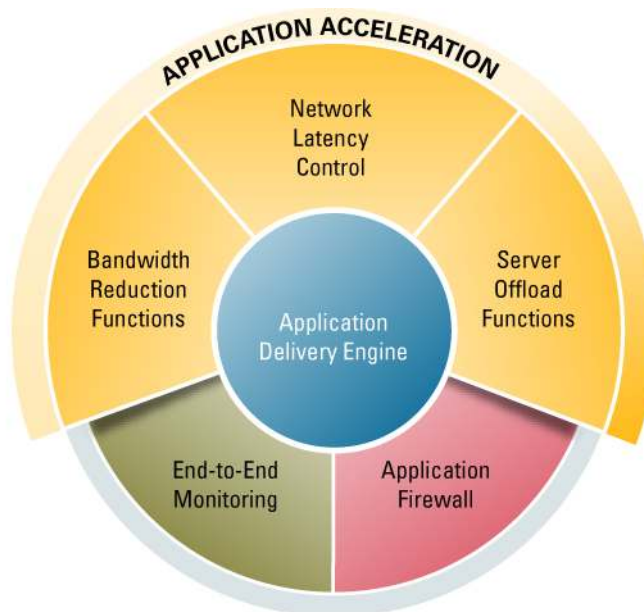 APPLICATION ACCELERATION
Network
Latency
Control
Bandwidth
Reduction
Functions
Server
Offload
Functions
Application
Delivery Engine
End-to-End
Monitoring
Application
Firewall